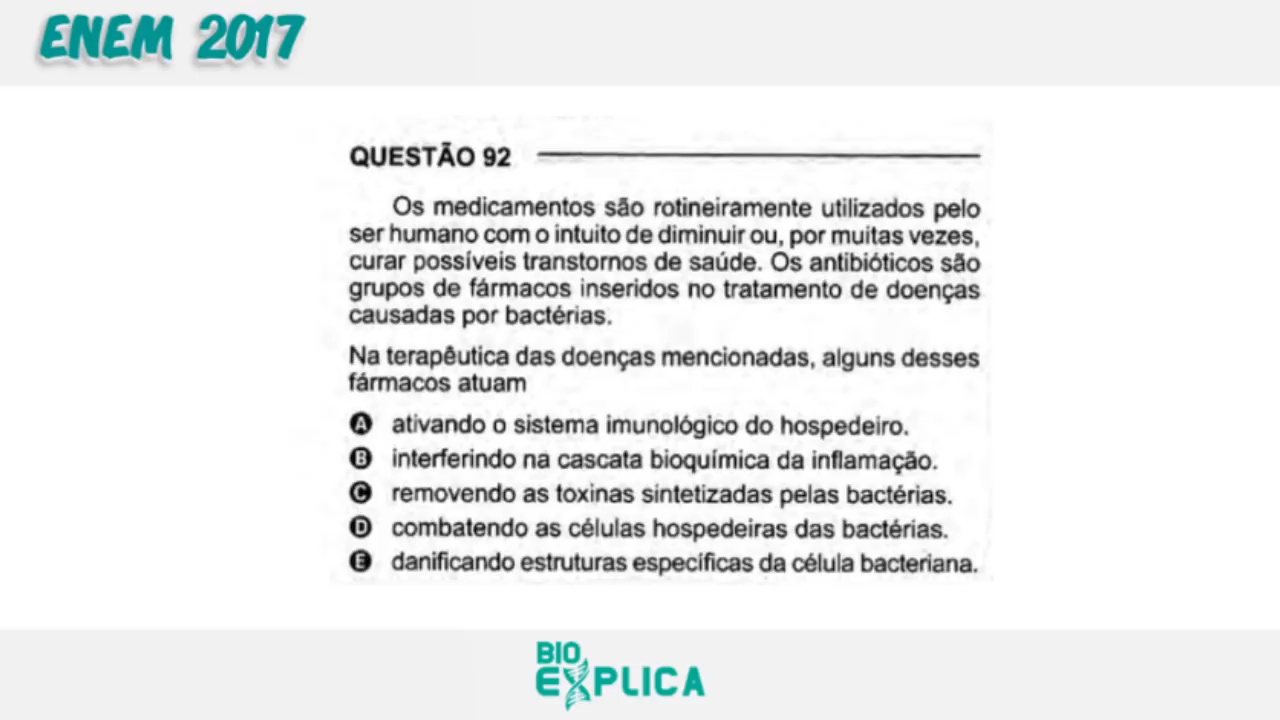 ENEM 2017
QUESTÃO 92
Os medicamentos são rotineiramente utilizados pelo
ser humano com o intuito de diminuir ou, por muitas vezes,
curar possíveis transtornos de saúde. Os antibióticos são
grupos de fármacos inseridos no tratamento de doenças
causadas por bactérias.
Na terapêutica das doenças mencionadas, alguns desses
fármacos atuam
A ativando o sistema imunológico do hospedeiro.
B interferindo na cascata bioquímica da inflamação.
C removendo as toxinas sintetizadas pelas bactérias.
D combatendo as células hospedeiras das bactérias.
E danificando estruturas específicas da célula bacteriana.
BIO
EXPLICA